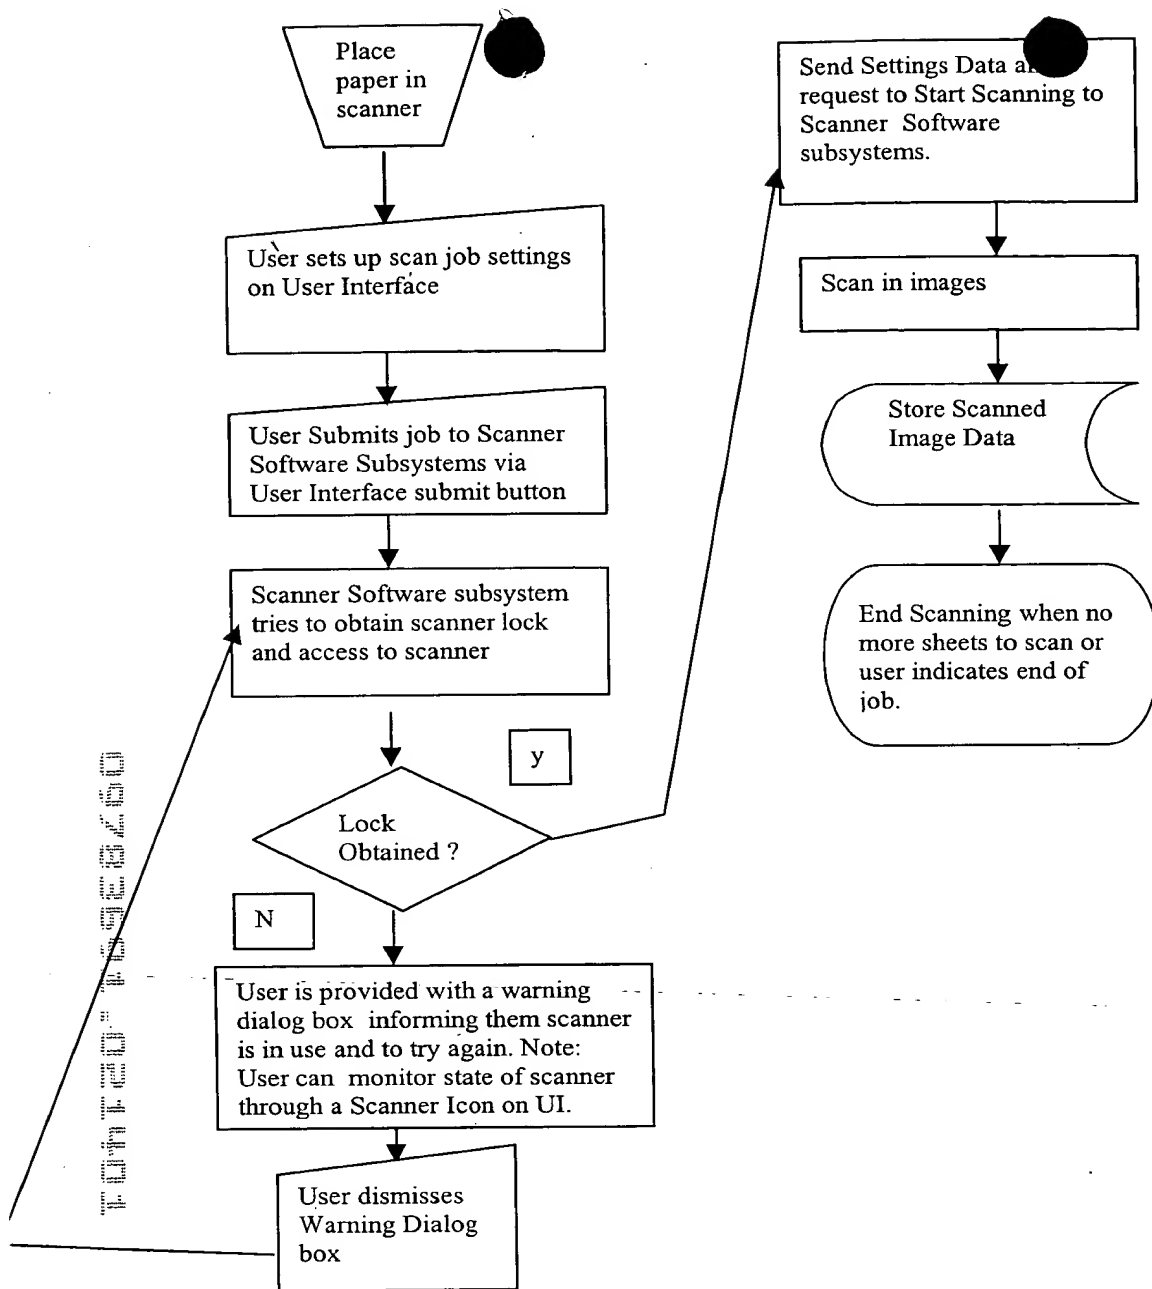 Place
paper in
scanner
User sets up scan job settings
on User Interface
User Submits job to Scanner
Software Subsystems via
User Interface submit button
Scanner Software subsystem
tries to obtain scanner lock
and access to scanner
y
Lock
Obtained ?
N
User is provided with a warning
dialog box informing them scanner
is in use and to try again. Note:
User can monitor state of scanner
through a Scanner Icon on UI.
User dismisses
Warning Dialog
box
Send Settings Data
request to Start Scanning to
Scanner Software
subsystems.
Scan in images
Store Scanned
Image Data
End Scanning when no
more sheets to scan or
user indicates end of
job.